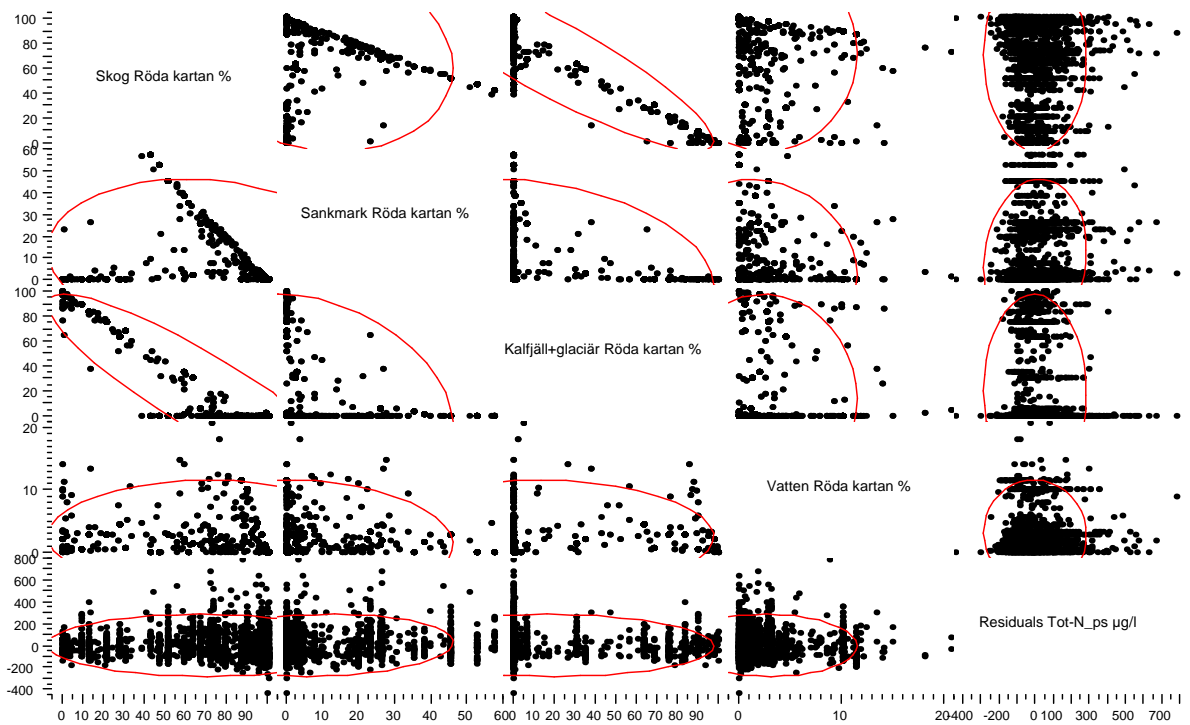 100
80
60
40
20
0
Skog Röda kartan %
60
50
40
30
20
10
0
Sankmark Röda kartan %
100
80
60
40
20
0
Kalfjäll+glaciär Röda kartan %
20
10
0
Vatten Röda kartan %
800
600
400
200
0
-200
-400
Residuals Tot-N_ps µg/l
0 10 20 30 40 50 60 70 80 90
0 10 20 30 40 50 60
0 10 20 30 40 50 60 70 80 90
0 10 20
-400 -200 0 100 300 500 700